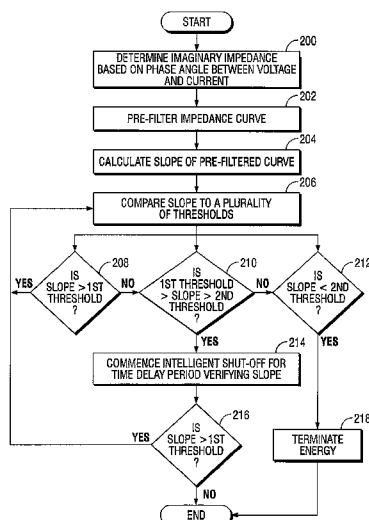 START
200
DETERMINE IMAGINARY IMPEDANCE
BASED ON PHASE ANGLE BETWEEN VOLTAGE
AND CURRENT
202
PRE-FILTER IMPEDANCE CURVE
204
CALCULATE SLOPE OF PRE-FILTERED CURVE
206
COMPARE SLOPE TO A PLURALITY
OF THRESHOLDS
208
IS
SLOPE >1ST
THRESHOLD
?
YES
NO
210
IS
1ST THRESHOLD
> SLOPE > 2ND
THRESHOLD
?
NO
YES
212
IS
SLOPE < 2ND
THRESHOLD
?
YES
214
COMMENCE INTELLIGENT SHUT-OFF FOR
TIME DELAY PERIOD VERIFYING SLOPE
216
IS
SLOPE >1ST
THRESHOLD
?
YES
NO
218
TERMINATE
ENERGY
END